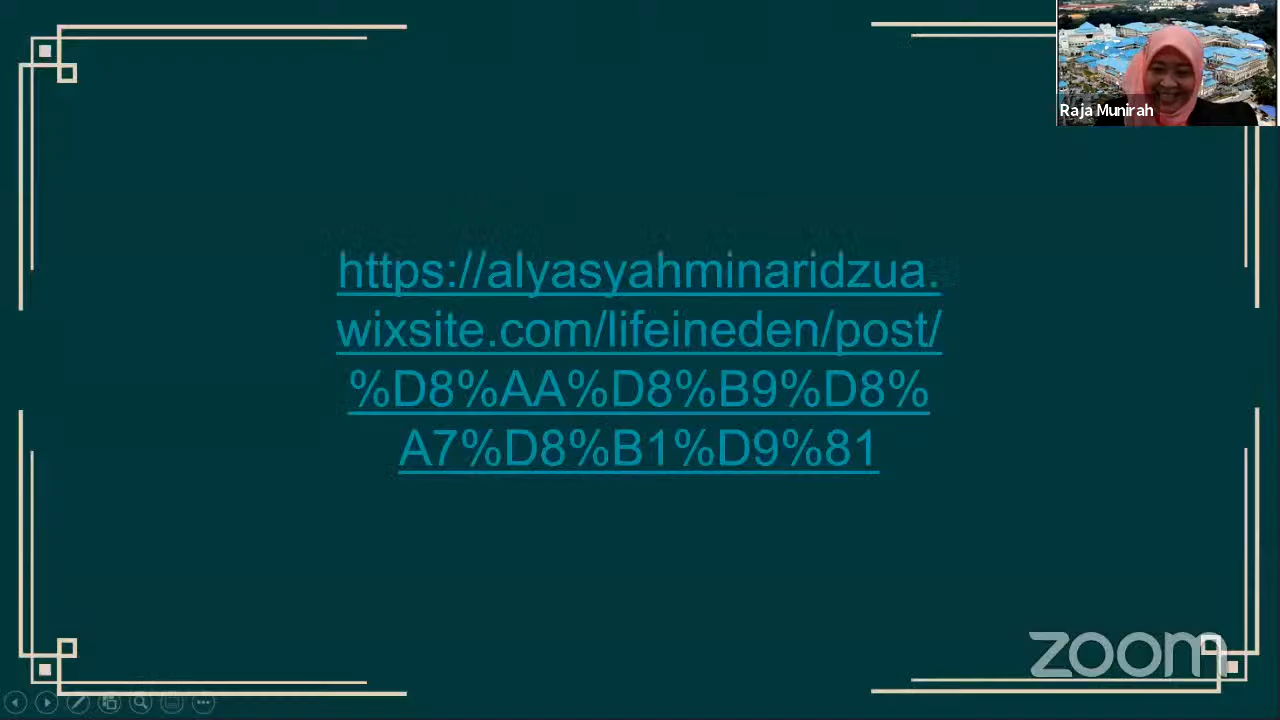 Raja Munirah
https://alyasyahminaridzua.
wixsite.com/lifeineden/post/
%D8%AA%D8%B9%D8%
A7%D8%B1%D9%81
zoom